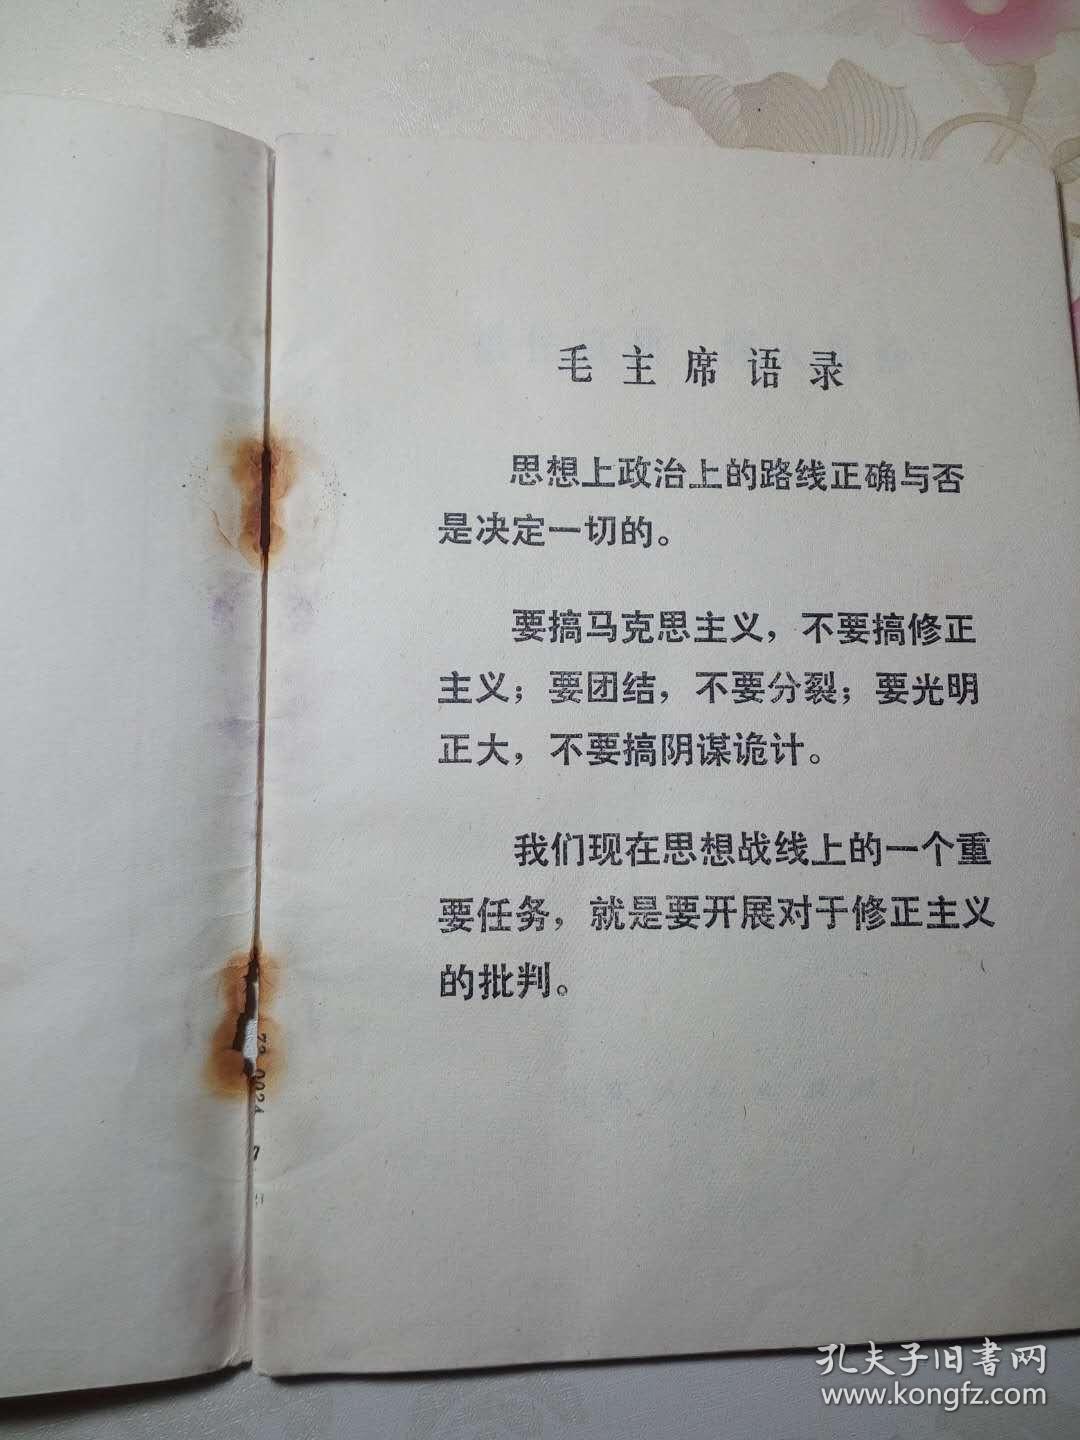 毛主席语录
思想上政治上的路线正确与否
是决定一切的。
要搞马克思主义，不要搞修正
主义；要团结，不要分裂；要光明
正大，不要搞阴谋诡计。
我们现在思想战线上的一个重
要任务，就是要开展对于修正主义
的批判。
孔夫子旧書网
www.kongfz.com